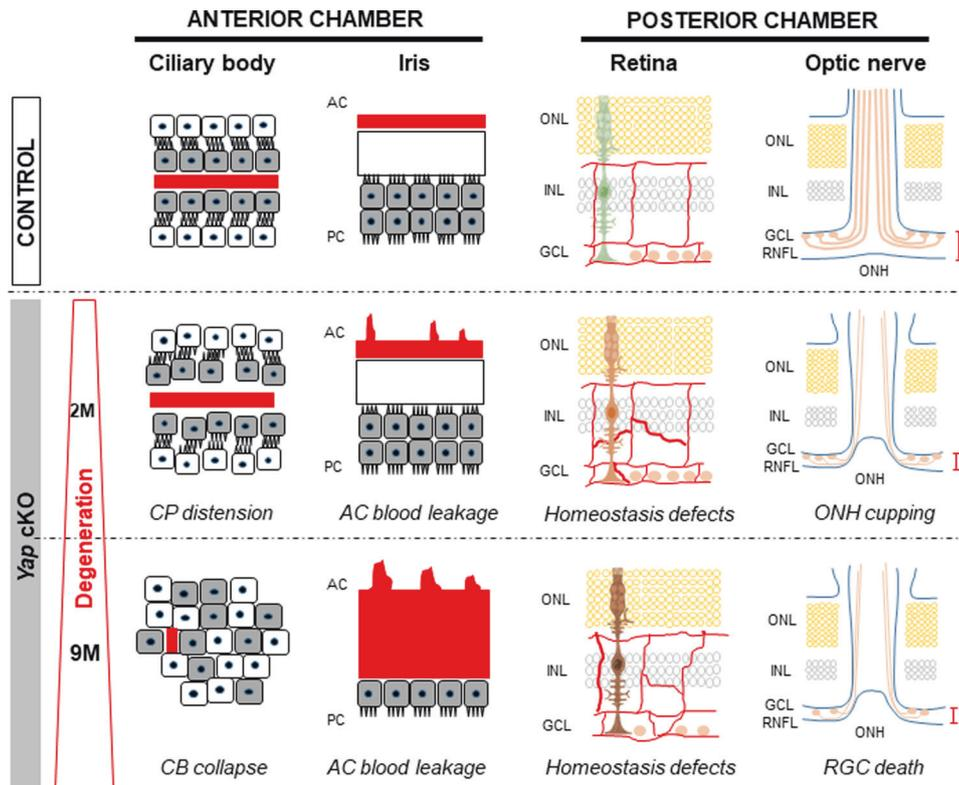 ANTERIOR CHAMBER
POSTERIOR CHAMBER
Ciliary body
Iris
Retina
Optic nerve
CONTROL
AC
PC
ONL
INL
GCL
ONL
INL
GCL
RNFL
ONH
Yap cKO
Degeneration
2M
AC
PC
ONL
INL
GCL
ONL
INL
GCL
RNFL
ONH
CP distension
AC blood leakage
Homeostasis defects
ONH cupping
9M
AC
PC
ONL
INL
GCL
ONL
INL
GCL
RNFL
ONH
CB collapse
AC blood leakage
Homeostasis defects
RGC death